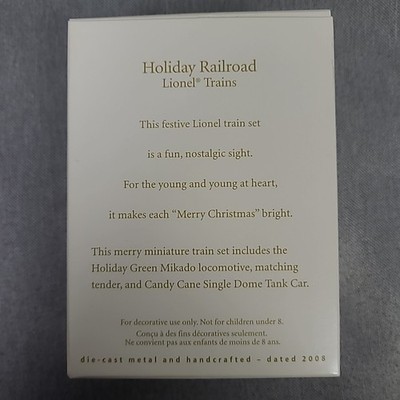 Holiday Railroad
Lionel® Trains
This festive Lionel train set
is a fun, nostalgic sight.
For the young and young at heart,
it makes each "Merry Christmas" bright.
This merry miniature train set includes the
Holiday Green Mikado locomotive, matching
tender, and Candy Cane Single Dome Tank Car.
For decorative use only. Not for children under 8.
Conçu à des fins décoratives seulement.
Ne convient pas aux enfants de moins de 8 ans.
die-cast metal and handcrafted – dated 2008